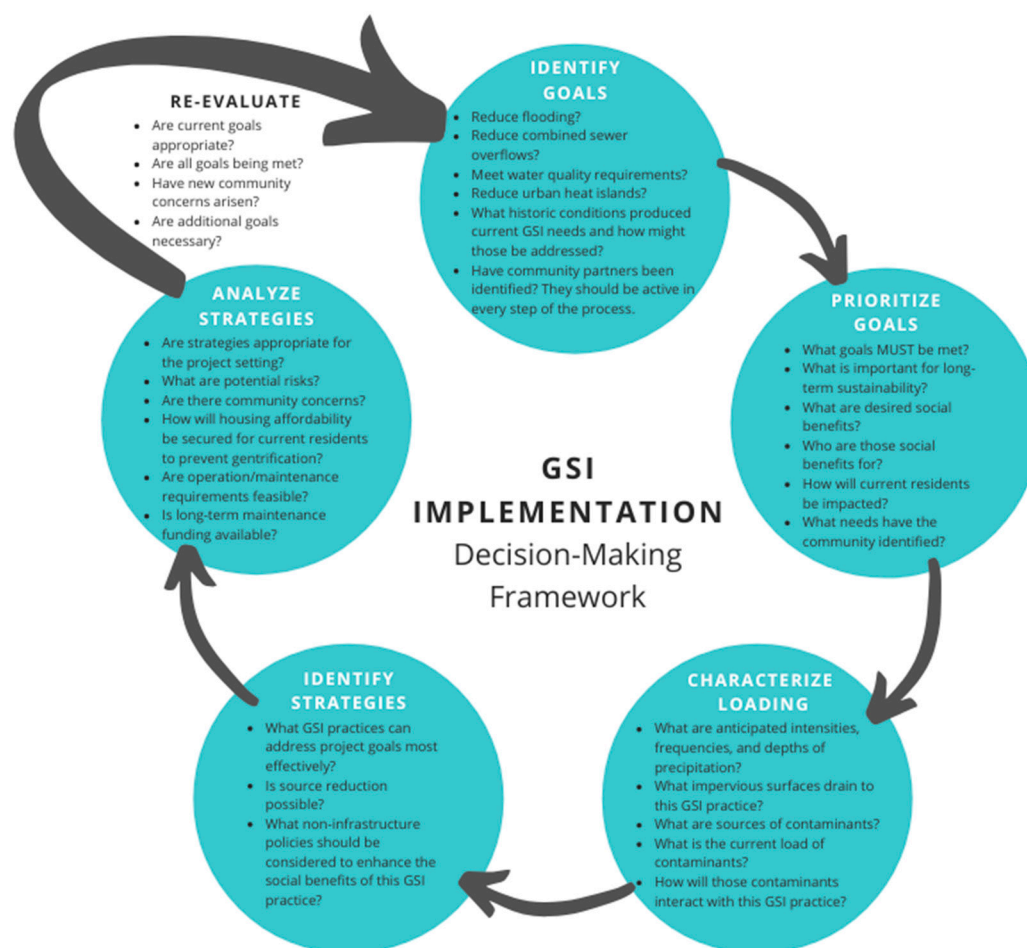 RE-EVALUATE
• Are current goals
appropriate?
• Are all goals being met?
• Have new community
concerns arisen?
• Are additional goals
necessary?
IDENTIFY
GOALS
• Reduce flooding?
• Reduce combined sewer
overflows?
• Meet water quality requirements?
• Reduce urban heat islands?
• What historic conditions produced
current GSI needs and how might
those be addressed?
• Have community partners been
identified? They should be active in
every step of the process.
PRIORITIZE
GOALS
• What goals MUST be met?
• What is important for long-
term sustainability?
• What are desired social
benefits?
• Who are those social
benefits for?
• How will current residents
be impacted?
• What needs have the
community identified?
CHARACTERIZE
LOADING
• What are anticipated intensities,
frequencies, and depths of
precipitation?
• What impervious surfaces drain to
this GSI practice?
• What are sources of contaminants?
• What is the current load of
contaminants?
• How will those contaminants
interact with this GSI practice?
IDENTIFY
STRATEGIES
• What GSI practices can
address project goals most
effectively?
• Is source reduction
possible?
• What non-infrastructure
policies should be
considered to enhance the
social benefits of this GSI
practice?
ANALYZE
STRATEGIES
• Are strategies appropriate for
the project setting?
• What are potential risks?
• Are there community concerns?
• How will housing affordability
be secured for current residents
to prevent gentrification?
• Are operation/maintenance
requirements feasible?
• Is long-term maintenance
funding available?
GSI
IMPLEMENTATION
Decision-Making
Framework